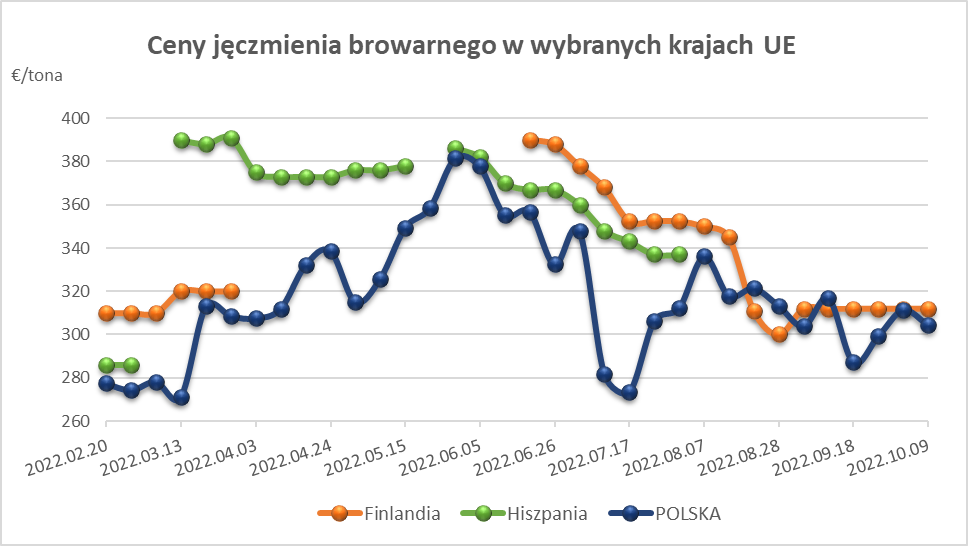 Ceny jęczmienia browarnego w wybranych krajach UE
€/tona
400
380
360
340
320
300
280
260
2022.02.20 2022.03.13 2022.04.03 2022.04.24 2022.05.15 2022.06.05 2022.06.26 2022.07.17 2022.08.07 2022.08.28 2022.09.18 2022.10.09
Finlandia Hiszpania POLSKA